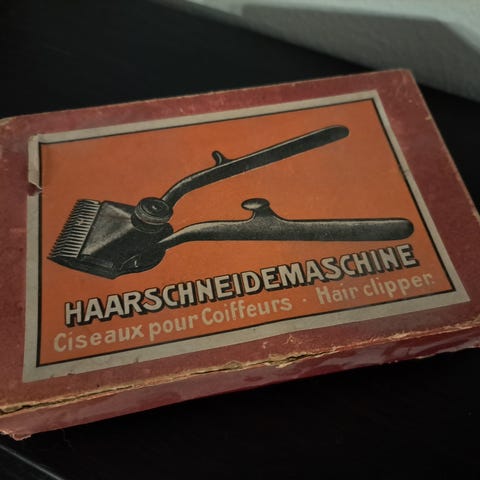 HAARSCHNEIDEMASCHINE
Ciseaux pour Coiffeurs · Hair clipper.